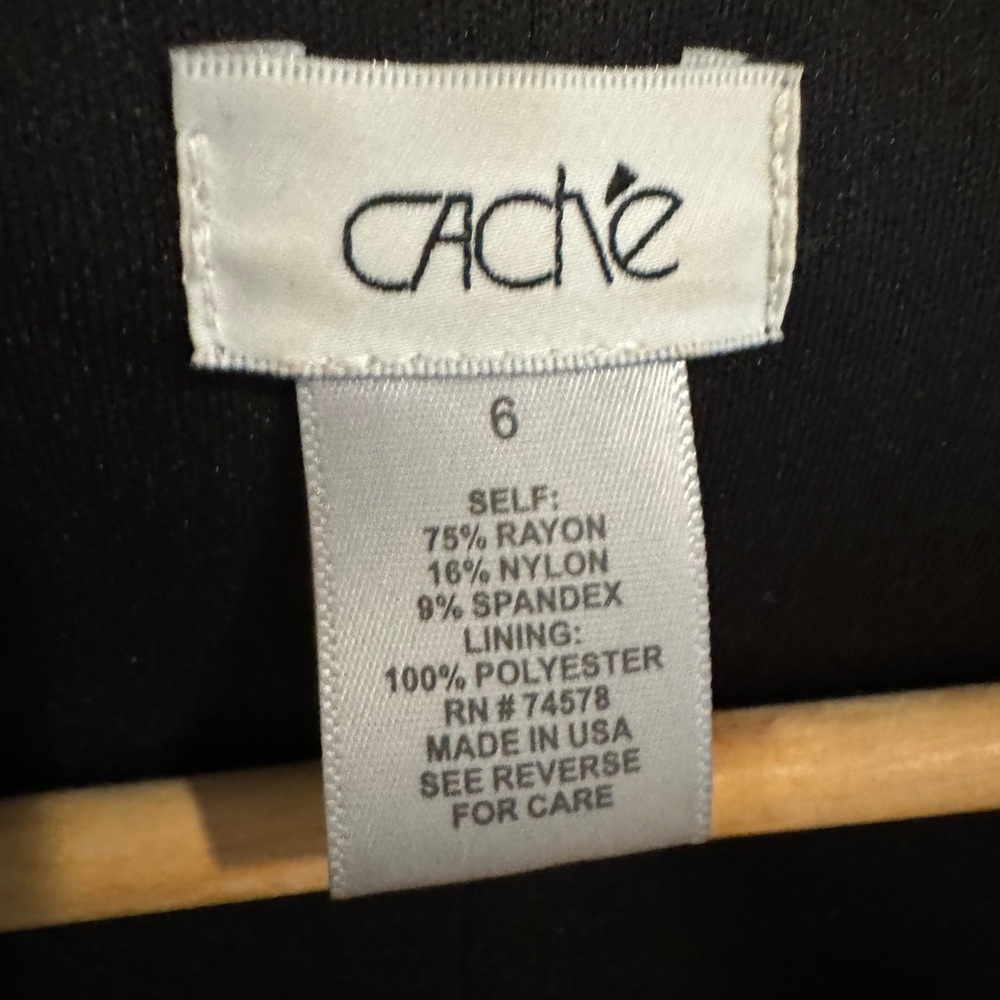 CAché
6
SELF:
75% RAYON
16% NYLON
9% SPANDEX
LINING:
100% POLYESTER
RN # 74578
MADE IN USA
SEE REVERSE
FOR CARE